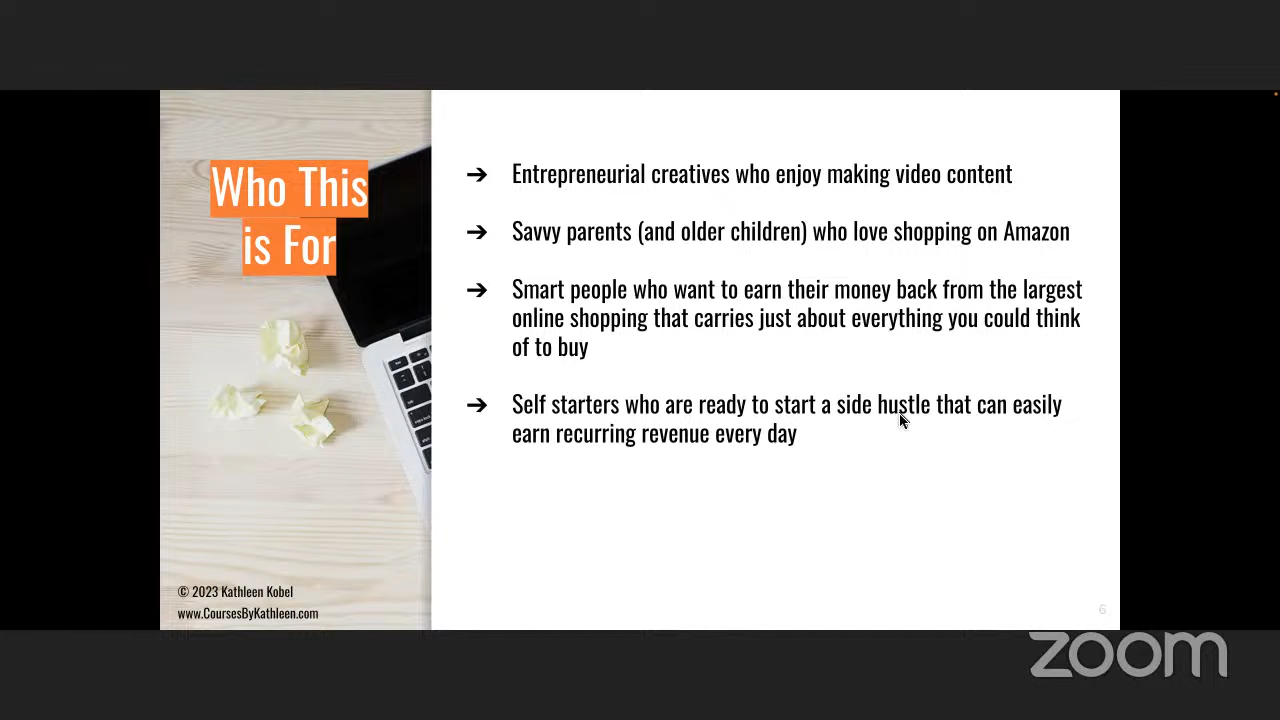 Who This
is For
➔ Entrepreneurial creatives who enjoy making video content
➔ Savvy parents (and older children) who love shopping on Amazon
➔ Smart people who want to earn their money back from the largest
online shopping that carries just about everything you could think
of to buy
➔ Self starters who are ready to start a side hustle that can easily
earn recurring revenue every day
© 2023 Kathleen Kobel
www.CoursesByKathleen.com
6
zoom